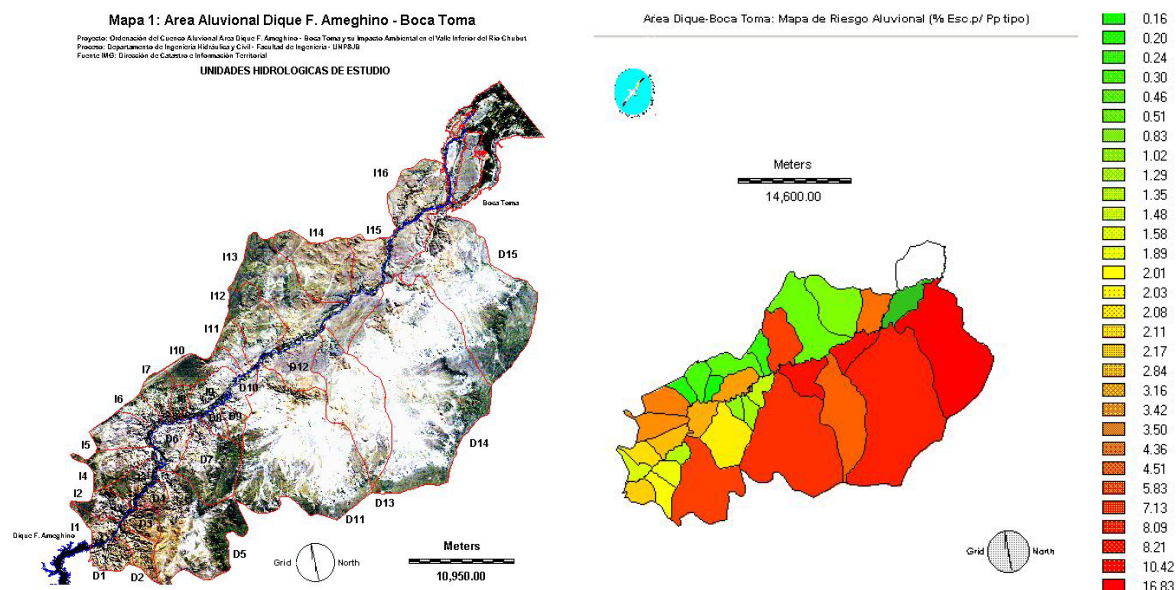 Mapa 1: Area Aluvional Dique F. Ameghino - Boca Toma
Proyecto: Ordenación del Cuenco Aluvional Area Dique F. Ameghino - Boca Toma y su Impacto Ambiental en el Valle Inferior del Río Chubut
Proceso: Departamento de Ingeniería Hidráulica y Civil - Facultad de Ingeniería - UNPSJB
Fuente IMG: Dirección de Catastro e Información Territorial
UNIDADES HIDROLOGICAS DE ESTUDIO
I16
Boca Toma
I15
I14
I13
D15
I12
I11
I10
D12
I7
D10
I6
D9
D8
D6
I5
D7
D14
I4
I2
D4
D13
I1
D3
D11
Dique F. Ameghino
D5
D1
D2
Grid
North
Meters
10,950.00
Area Dique-Boca Toma: Mapa de Riesgo Aluvional (% Esc.p/ Pp tipo)
Meters
14,600.00
Grid
North
0.16
0.20
0.24
0.30
0.46
0.51
0.83
1.02
1.29
1.35
1.48
1.58
1.89
2.01
2.03
2.08
2.11
2.17
2.84
3.16
3.42
3.50
4.36
4.51
5.83
7.13
8.09
8.21
10.42
16.83